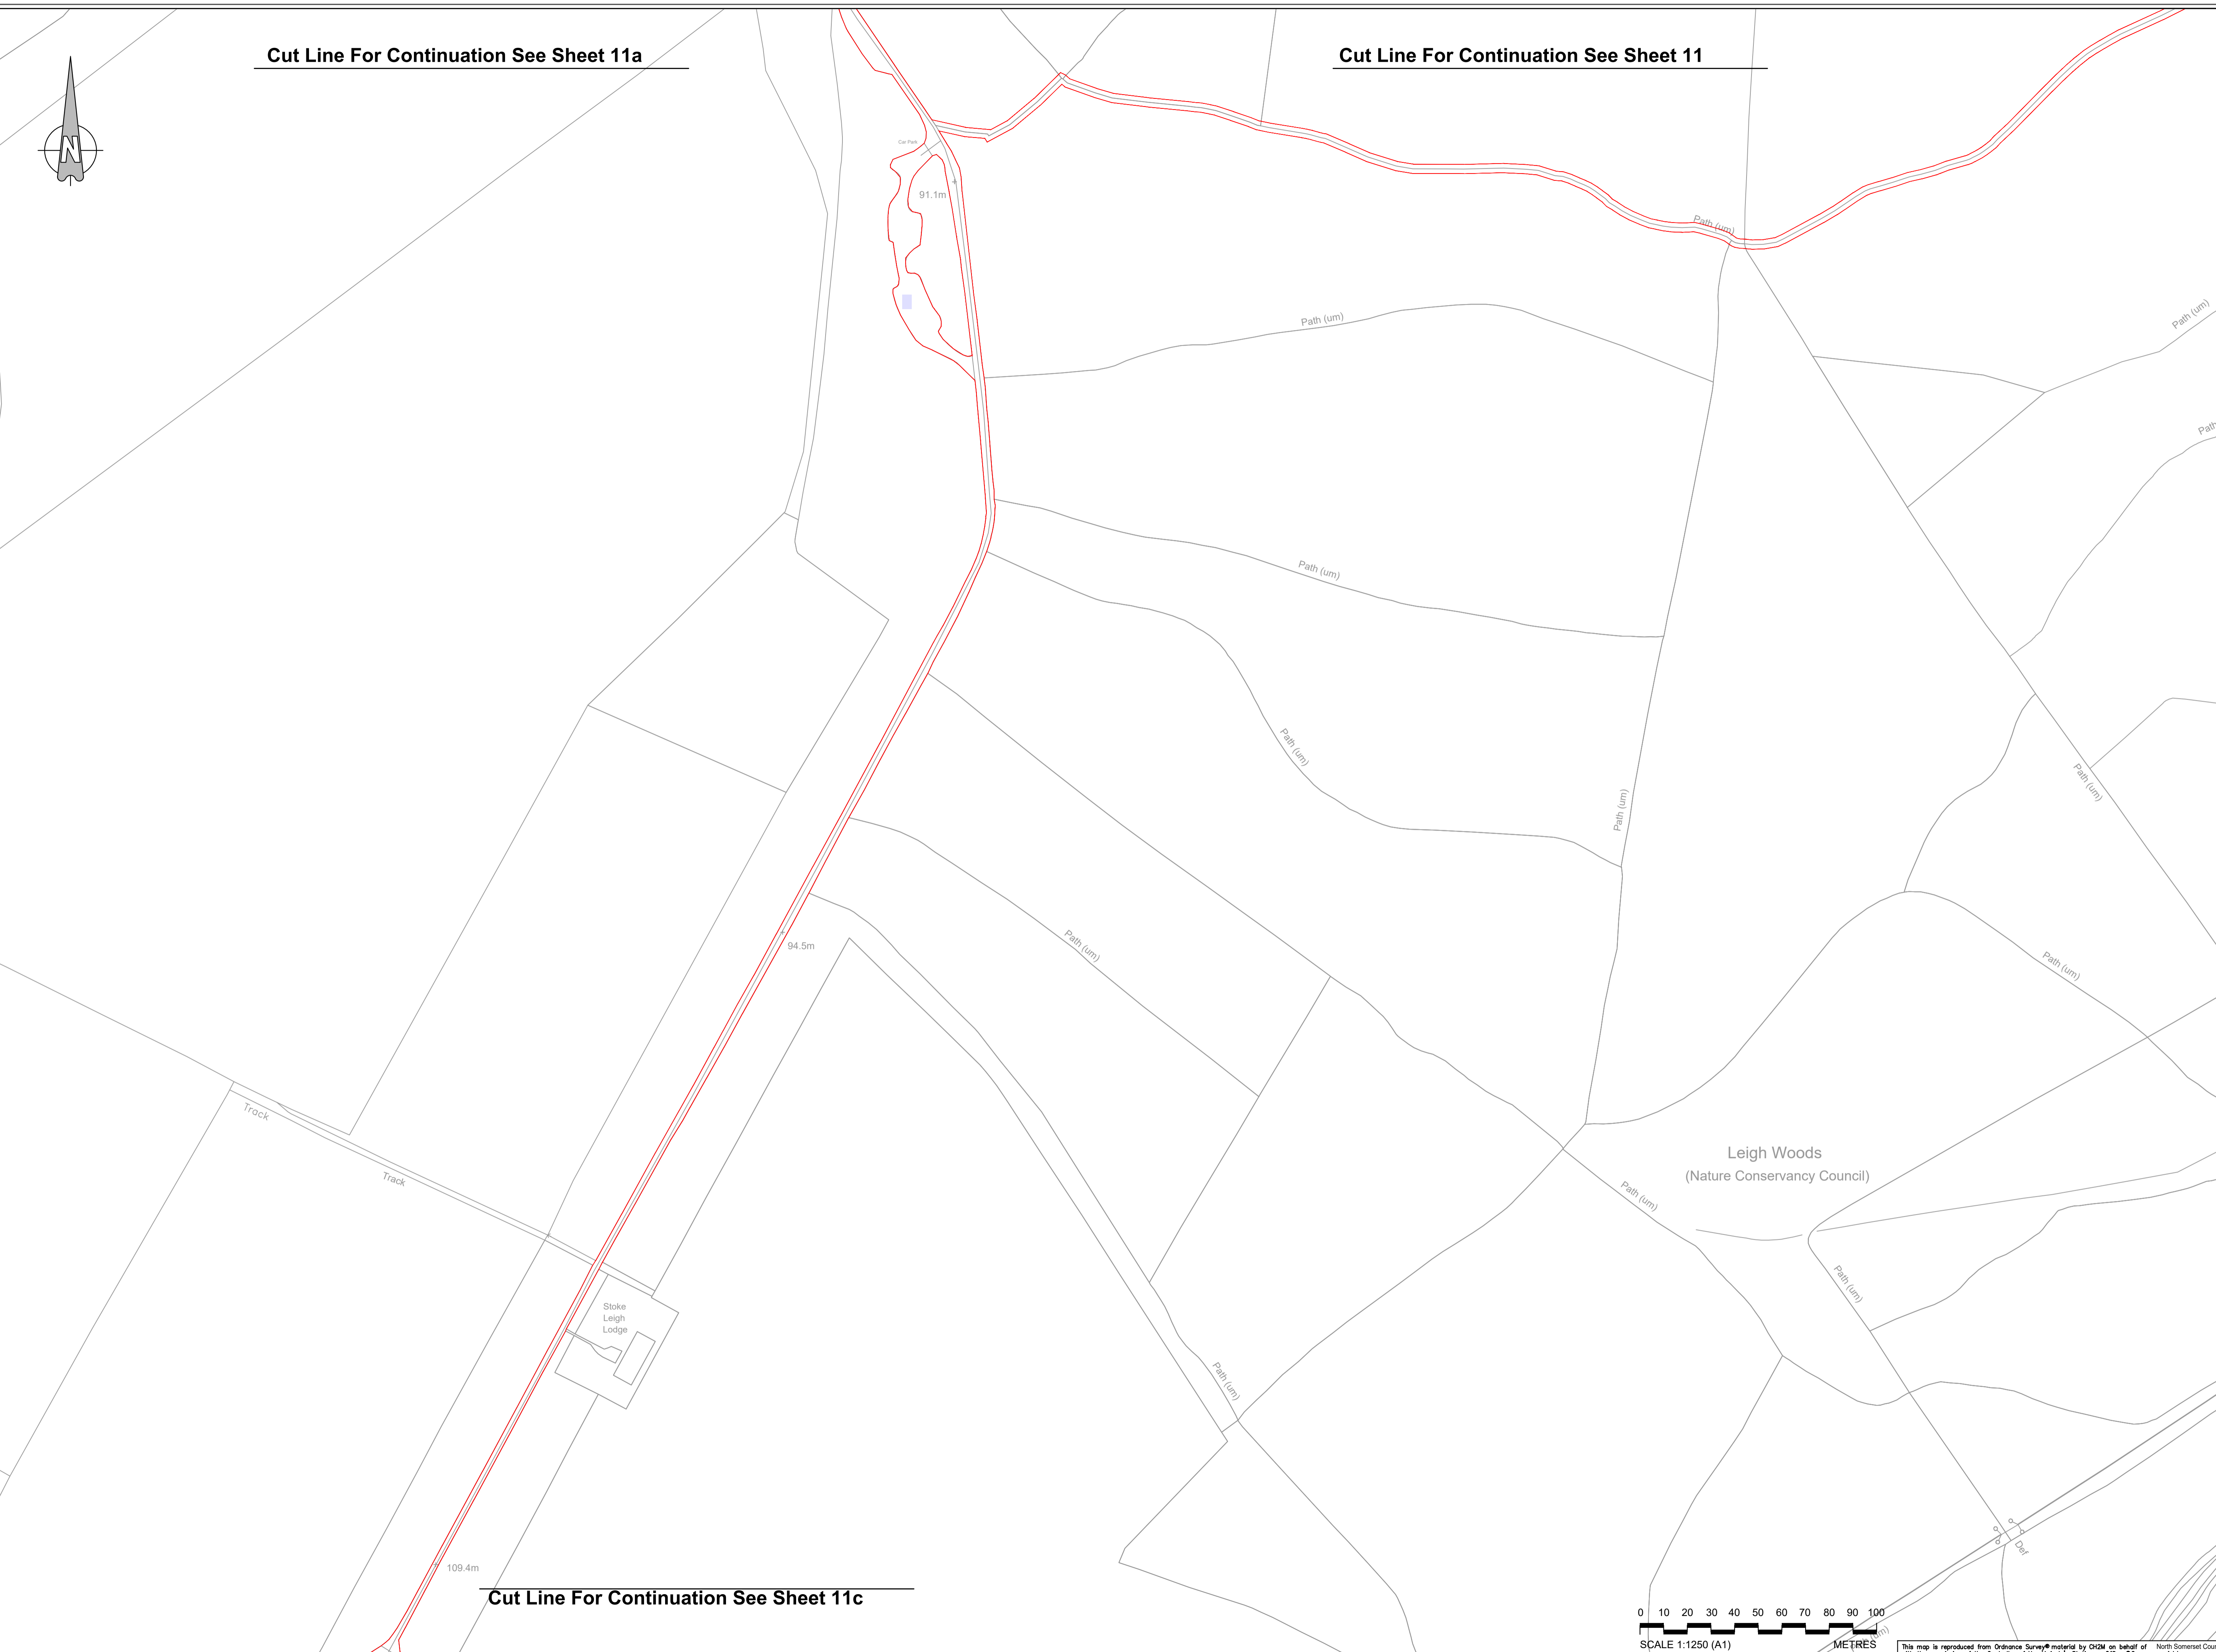 Cut Line For Continuation See Sheet 11a
Cut Line For Continuation See Sheet 11
N
Car Park
91.1m
Path (um)
Path (um)
Path (um)
Path
Path (um)
Path (um)
Path (um)
Path (um)
Path (um)
94.5m
Path (um)
Track
Track
Leigh Woods
(Nature Conservancy Council)
Path (um)
Path (um)
Stoke
Leigh
Lodge
Path (um)
Def
109.4m
Cut Line For Continuation See Sheet 11c
0 10 20 30 40 50 60 70 80 90 100
SCALE 1:1250 (A1) METRES
(um)
This map is reproduced from Ordnance Survey® material by CH2M on behalf of North Somerset